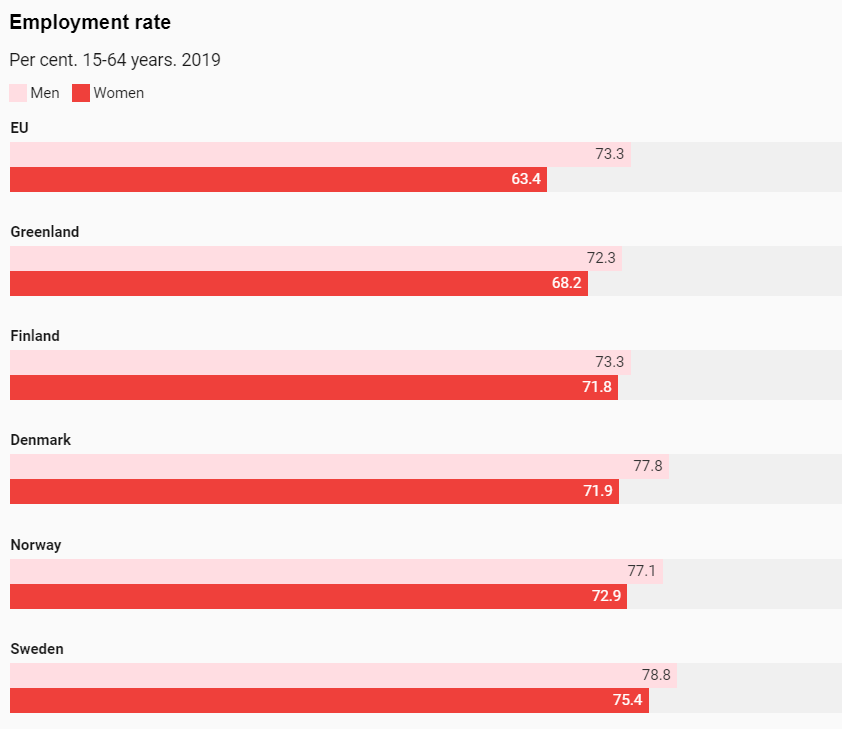 Employment rate
Per cent. 15-64 years. 2019
Men Women
EU
73.3
63.4
Greenland
72.3
68.2
Finland
73.3
71.8
Denmark
77.8
71.9
Norway
77.1
72.9
Sweden
78.8
75.4